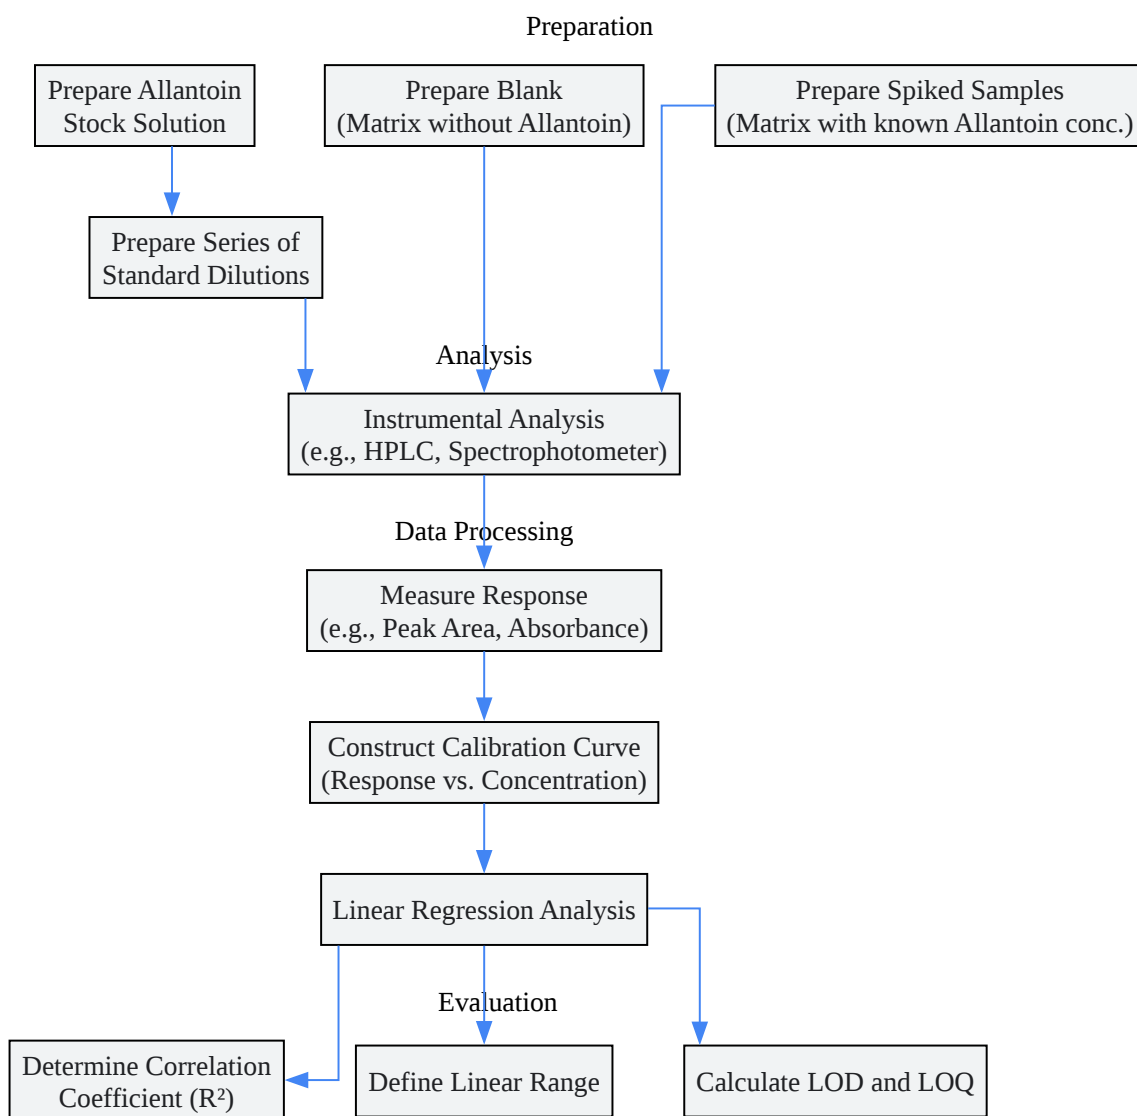 Preparation
Prepare Allantoin
Stock Solution
Prepare Blank
(Matrix without Allantoin)
Prepare Spiked Samples
(Matrix with known Allantoin conc.)
Prepare Series of
Standard Dilutions
Analysis
Instrumental Analysis
(e.g., HPLC, Spectrophotometer)
Data Processing
Measure Response
(e.g., Peak Area, Absorbance)
Construct Calibration Curve
(Response vs. Concentration)
Linear Regression Analysis
Evaluation
Determine Correlation
Coefficient (R²)
Define Linear Range
Calculate LOD and LOQ